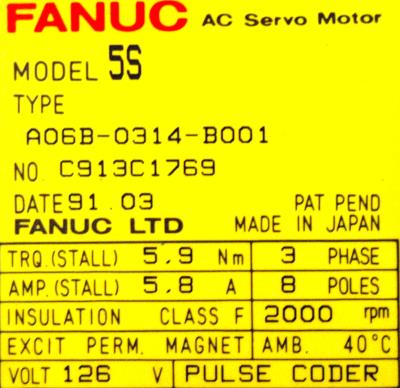 FANUC AC Servo Motor
MODEL 5S
TYPE
A06B-0314-B001
NO. C913C1769
DATE 91.03 PAT PEND
FANUC LTD MADE IN JAPAN
TRQ.(STALL) 5.9 Nm 3 PHASE
AMP.(STALL) 5.8 A 8 POLES
INSULATION CLASS F 2000 rpm
EXCIT PERM. MAGNET AMB. 40°C
VOLT 126 V PULSE CODER